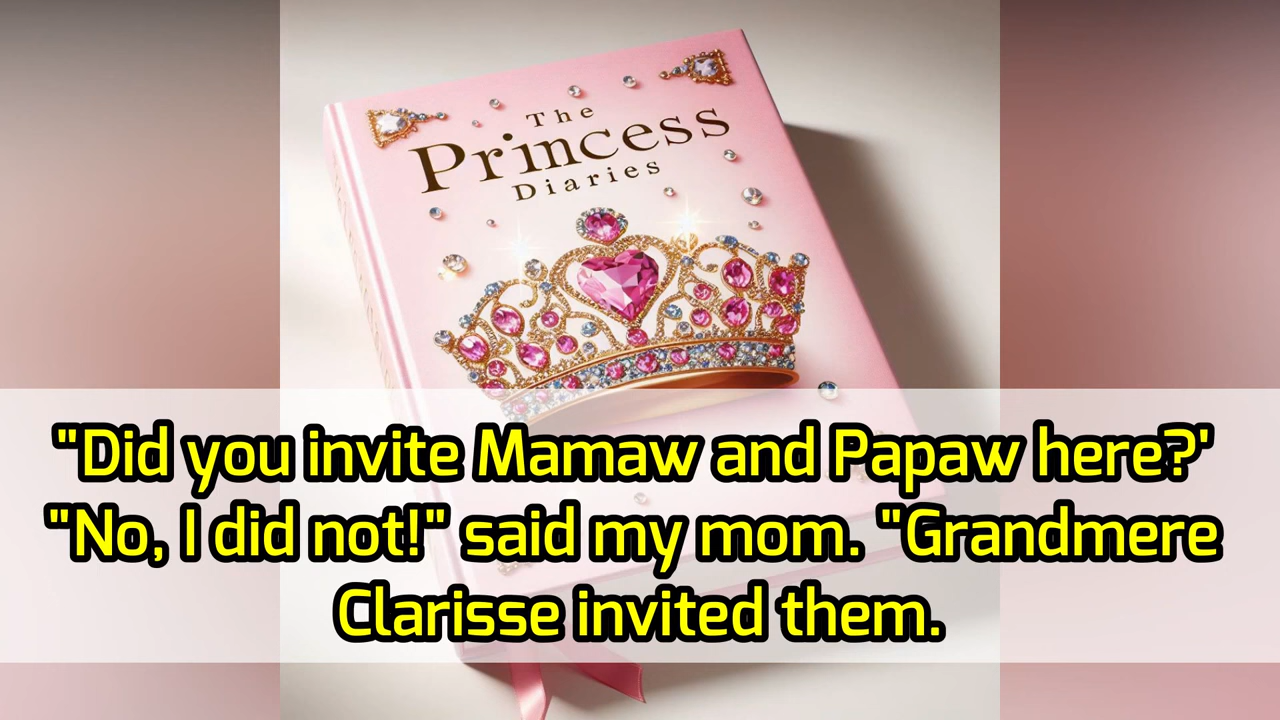 The
Princess
Diaries
"Did you invite Mamaw and Papaw here?'
"No, I did not!" said my mom. "Grandmere
Clarisse invited them.